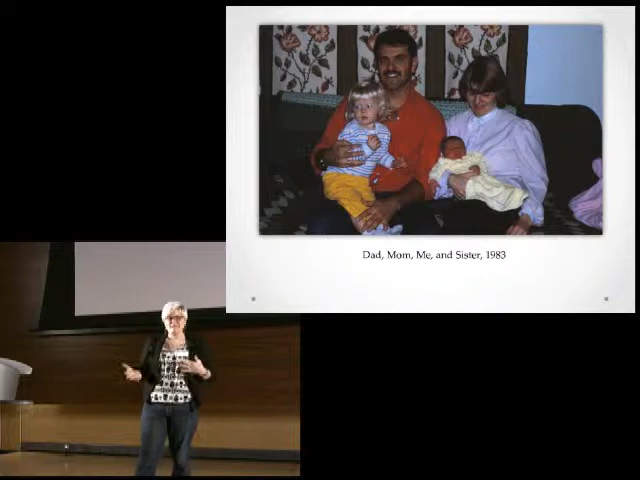 Dad, Mom, Me, and Sister, 1983